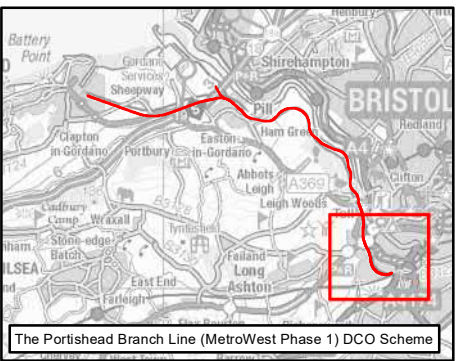 Battery
Point
Henbury
Gordano
Services
Sheepway
Shirehampton
BRISTOL
Redland
Pill
Ham Green
Clapton
in-Gordano
Portbury
Easton-
in-Gordano
Clifton
Abbots
Leigh
A369
Leigh Woods
Cadbury
Camp
Wraxall
Tyntesfield
Stone-edge
Batch
Failand
Long
Ashton
East End
Farleigh
The Portishead Branch Line (MetroWest Phase 1) DCO Scheme